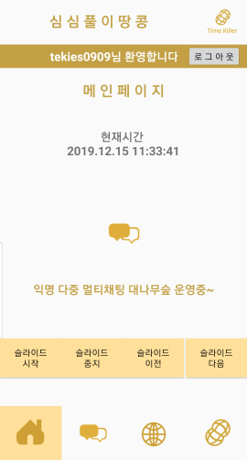 심심풀이땅콩
Time Killer
tekies0909님 환영합니다
로그아웃
메인페이지
현재시간
2019.12.15 11:33:41
익명 다중 멀티채팅 대나무숲 운영중~
슬라이드
시작
슬라이드
중지
슬라이드
이전
슬라이드
다음